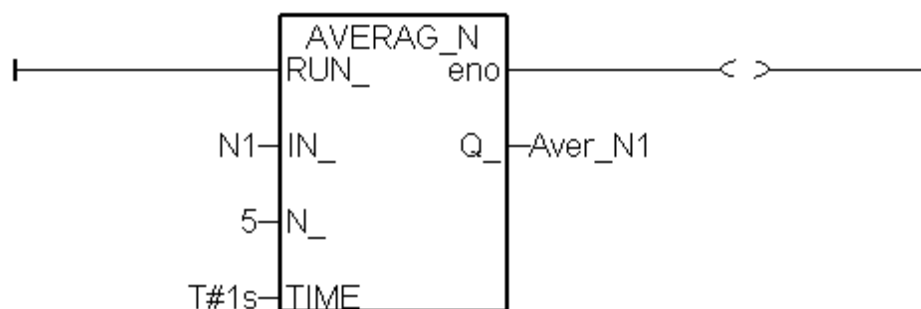 AVERAG_N
RUN_ eno
N1 IN_ Q_ Aver_N1
5 N_
T#1s TIME